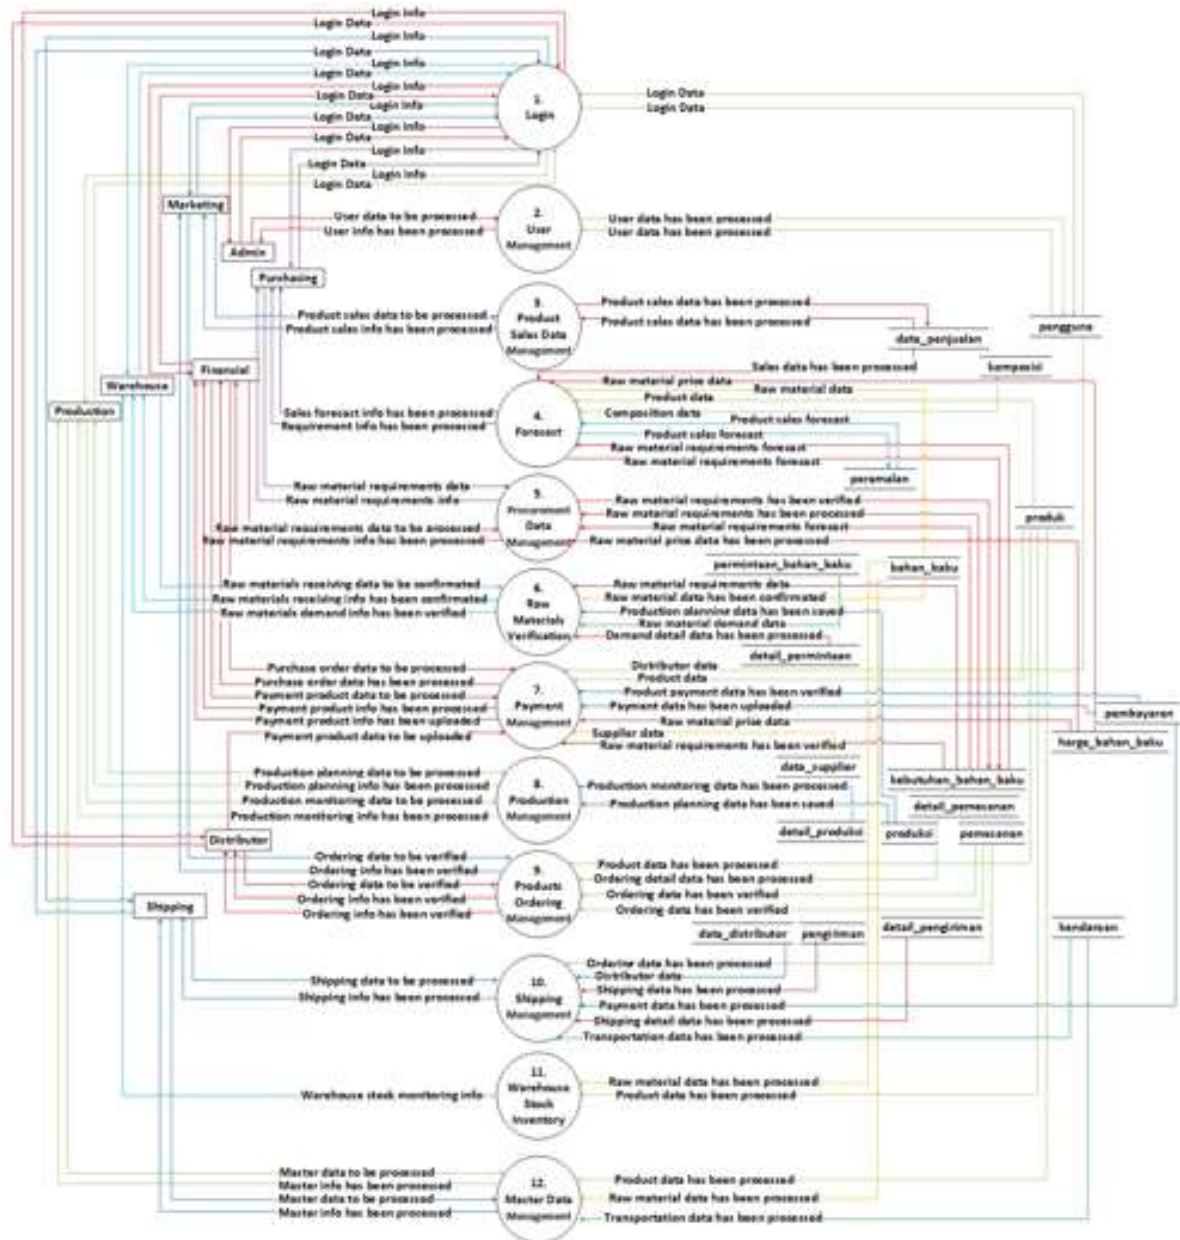 Login Info
Login Data
Login Info
Login Data
Login Info
Login Data
Login Info
Login Data
Login Info
Login Data
Login Info
Login Data
Login Info
Login Data
Login Info
Login Data
1.
Login
Login Data
Login Data
Marketing
Admin
Purchasing
User data to be processed
User info has been processed
2.
User
Management
User data has been processed
User data has been processed
Product sales data to be processed
Product sales info has been processed
3.
Product
Sales Data
Management
Product sales data has been processed
Product sales data has been processed
data_penjualan
pengguna
komposisi
Sales data has been processed
Financial
Warehouse
Production
Sales forecast info has been processed
Requirement info has been processed
4.
Forecast
Raw material price data
Raw material data
Product data
Composition data
Product sales forecast
Product sales forecast
Raw material requirements forecast
Raw material requirements forecast
peramalan
produk
Raw material requirements data
Raw material requirements info
Raw material requirements data to be processed
Raw material requirements info has been processed
5.
Procurement
Data
Management
Raw material requirements has been verified
Raw material requirements has been processed
Raw material requirements forecast
Raw material price data has been processed
permintaan_bahan_baku
bahan_baku
Raw materials receiving data to be confirmated
Raw materials receiving info has been confirmated
Raw materials demand info has been verified
6.
Raw
Materials
Verification
Raw material requirements data
Raw material data has been confirmated
Production planning data has been saved
Raw material demand data
Demand detail data has been processed
detail_permintaan
Purchase order data to be processed
Purchase order data has been processed
Payment product data to be processed
Payment product info has been processed
Payment product info has been uploaded
Payment product data to be uploaded
7.
Payment
Management
Distributor data
Product data
Product payment data has been verified
Payment data has been uploaded
Raw material price data
Supplier data
Raw material requirements has been verified
pembayaran
harga_bahan_baku
data_supplier
kebutuhan_bahan_baku
detail_pemesanan
Production planning data to be processed
Production planning info has been processed
Production monitoring data to be processed
Production monitoring info has been processed
8.
Production
Management
Production monitoring data has been processed
Production planning data has been saved
detail_produksi
produksi
pemesanan
Distributor
Ordering data to be verified
Ordering info has been verified
Ordering data to be verified
Ordering info has been verified
Ordering info has been verified
9.
Products
Ordering
Management
Product data has been processed
Ordering detail data has been processed
Ordering data has been verified
Ordering data has been verified
Shipping
data_distributor
pengiriman
detail_pengiriman
kendaraan
Shipping data to be processed
Shipping info has been processed
10.
Shipping
Management
Ordering data has been processed
Distributor data
Shipping data has been processed
Payment data has been processed
Shipping detail data has been processed
Transportation data has been processed
Warehouse stock monitoring info
11.
Warehouse
Stock
Inventory
Raw material data has been processed
Product data has been processed
Master data to be processed
Master info has been processed
Master data to be processed
Master info has been processed
12.
Master Data
Management
Product data has been processed
Raw material data has been processed
Transportation data has been processed